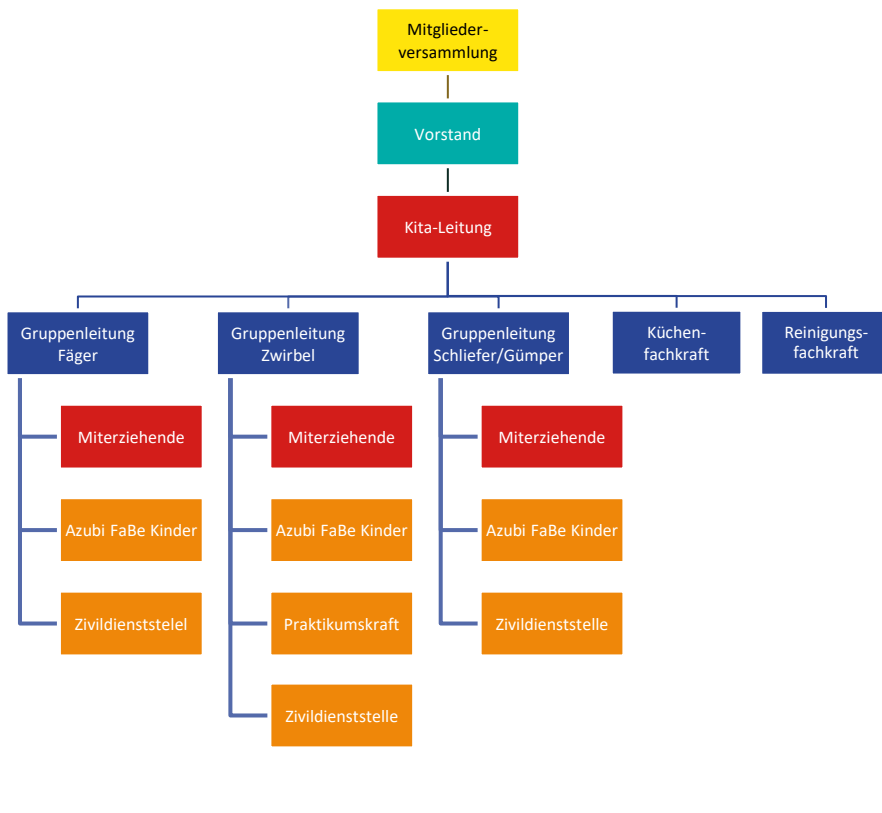 Mitglieder-
versammlung
Vorstand
Kita-Leitung
Gruppenleitung
Fäger
Gruppenleitung
Zwirbel
Gruppenleitung
Schliefer/Gümper
Küchen-
fachkraft
Reinigungs-
fachkraft
Miterziehende
Miterziehende
Miterziehende
Azubi FaBe Kinder
Azubi FaBe Kinder
Azubi FaBe Kinder
Zivildienststelel
Praktikumskraft
Zivildienststelle
Zivildienststelle